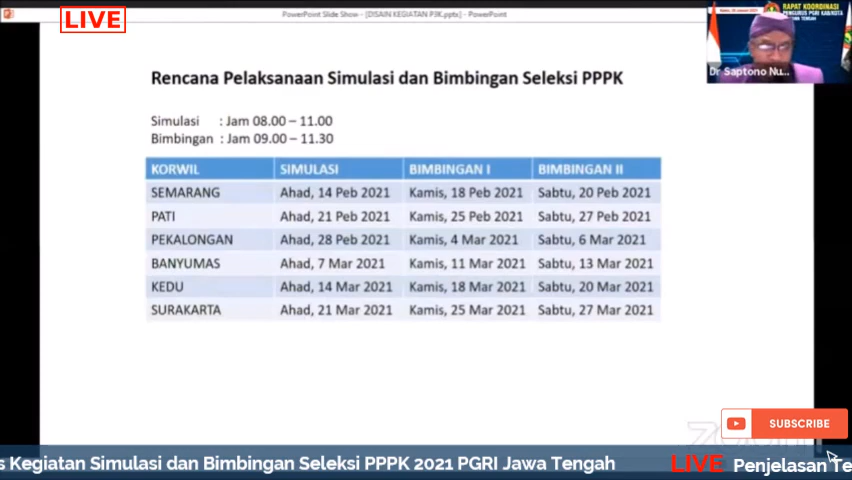 PowerPoint Slide Show - [DISAIN KEGIATAN P3K.pptx] - PowerPoint
LIVE
RAPAT KOORDINASI
PENGURUS PGRI KAB/KOTA
Dr Saptono Nu...
Rencana Pelaksanaan Simulasi dan Bimbingan Seleksi PPPK
Simulasi : Jam 08.00 – 11.00
Bimbingan : Jam 09.00 – 11.30
KORWIL SIMULASI BIMBINGAN I BIMBINGAN II
SEMARANG Ahad, 14 Peb 2021 Kamis, 18 Peb 2021 Sabtu, 20 Peb 2021
PATI Ahad, 21 Peb 2021 Kamis, 25 Peb 2021 Sabtu, 27 Peb 2021
PEKALONGAN Ahad, 28 Peb 2021 Kamis, 4 Mar 2021 Sabtu, 6 Mar 2021
BANYUMAS Ahad, 7 Mar 2021 Kamis, 11 Mar 2021 Sabtu, 13 Mar 2021
KEDU Ahad, 14 Mar 2021 Kamis, 18 Mar 2021 Sabtu, 20 Mar 2021
SURAKARTA Ahad, 21 Mar 2021 Kamis, 25 Mar 2021 Sabtu, 27 Mar 2021
zoom
SUBSCRIBE
s Kegiatan Simulasi dan Bimbingan Seleksi PPPK 2021 PGRI Jawa Tengah LIVE Penjelasan Te